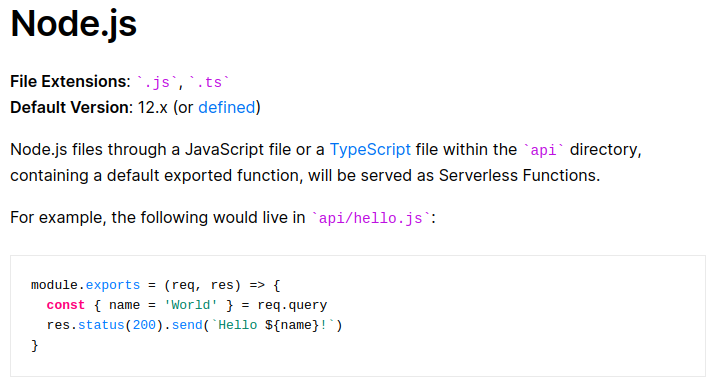 Node.js
File Extensions: `.js`, `.ts`
Default Version: 12.x (or defined)
Node.js files through a JavaScript file or a TypeScript file within the `api` directory,
containing a default exported function, will be served as Serverless Functions.
For example, the following would live in `api/hello.js`:
module.exports = (req, res) => {
  const { name = 'World' } = req.query
  res.status(200).send(`Hello ${name}!`)
}